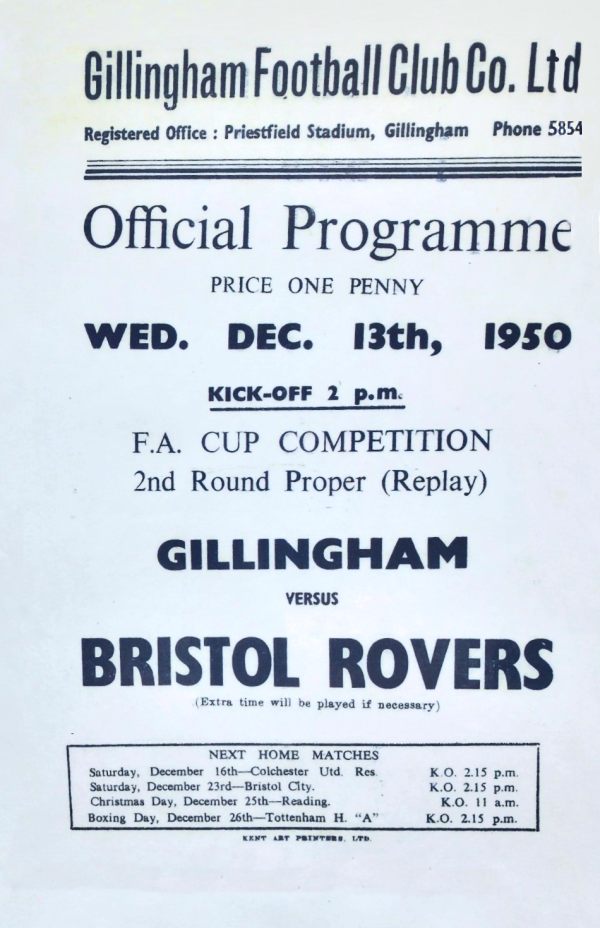 Gillingham Football Club Co. Ltd
Registered Office : Priestfield Stadium, Gillingham Phone 5854
Official Programme
PRICE ONE PENNY
WED. DEC. 13th, 1950
KICK-OFF 2 p.m.
F.A. CUP COMPETITION
2nd Round Proper (Replay)
GILLINGHAM
VERSUS
BRISTOL ROVERS
(Extra time will be played if necessary)
NEXT HOME MATCHES
Saturday, December 16th—Colchester Utd. Res. K.O. 2.15 p.m.
Saturday, December 23rd—Bristol City. K.O. 2.15 p.m.
Christmas Day, December 25th—Reading. K.O. 11 a.m.
Boxing Day, December 26th—Tottenham H. "A" K.O. 2.15 p.m.
KENT ART PRINTERS, LTD.